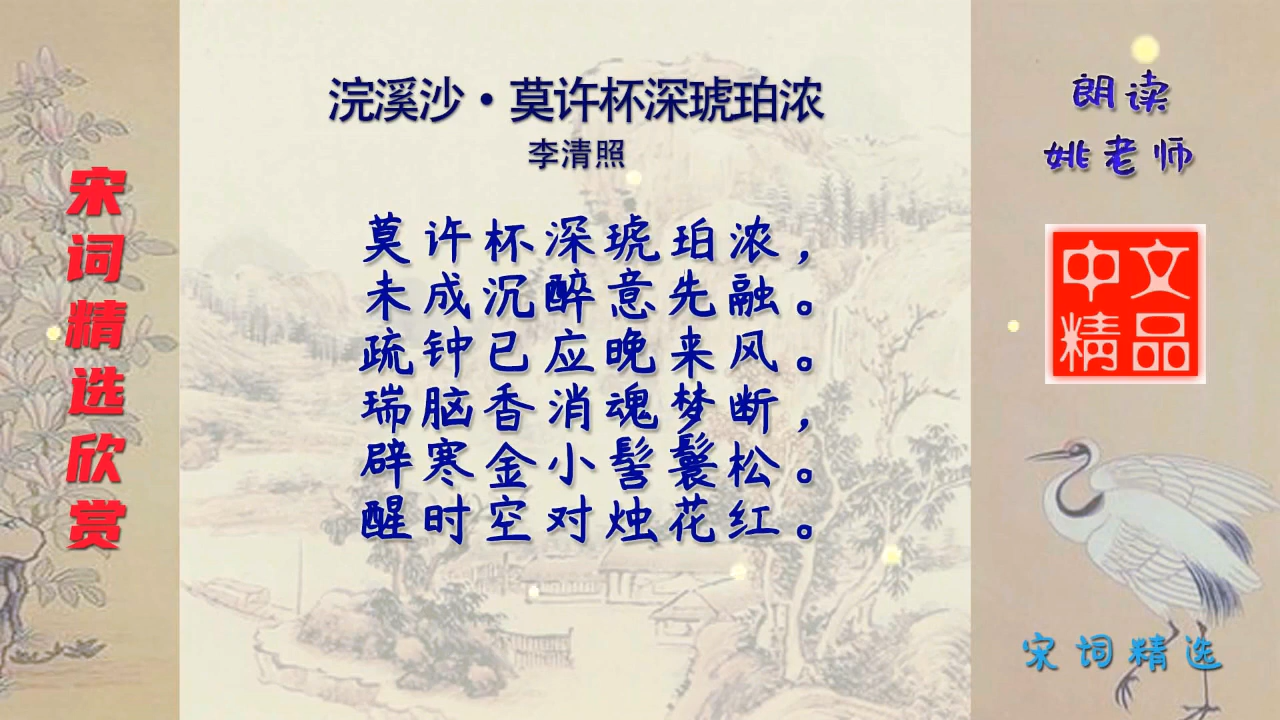 宋词精选欣赏
浣溪沙·莫许杯深琥珀浓
李清照
莫许杯深琥珀浓，
未成沉醉意先融。
疏钟已应晚来风。
瑞脑香消魂梦断，
辟寒金小髻鬟松。
醒时空对烛花红。
朗读
姚老师
中文
精品
宋词精选